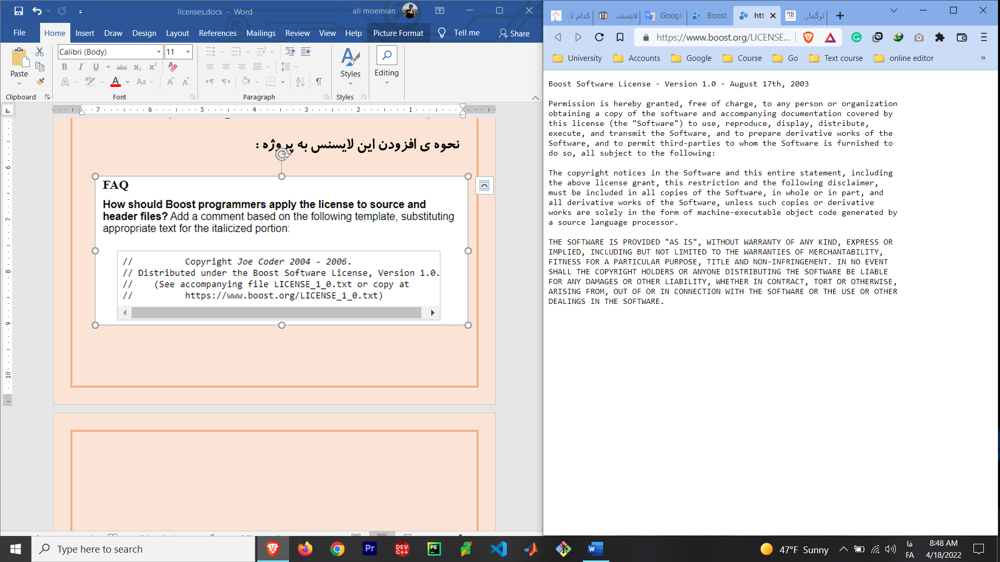 licenses.docx - Word
ali moeinian
File Home Insert Draw Design Layout References Mailings Review View Help Picture Format Tell me Share
Paste
Calibri (Body) 11
Styles
Editing
Clipboard Font Paragraph Styles
7 6 5 4 3 2 1
6
7
8
9
10
نحوه ی افزودن این لایسنس به پروژه :
FAQ
How should Boost programmers apply the license to source and
header files? Add a comment based on the following template, substituting
appropriate text for the italicized portion:
// Copyright Joe Coder 2004 - 2006.
// Distributed under the Boost Software License, Version 1.0.
// (See accompanying file LICENSE_1_0.txt or copy at
// https://www.boost.org/LICENSE_1_0.txt)
کدام لا
لایسنس
Googl
Boost
htt
ترگمان
https://www.boost.org/LICENSE...
University Accounts Google Course Go Text course online editor »
Boost Software License - Version 1.0 - August 17th, 2003
Permission is hereby granted, free of charge, to any person or organization
obtaining a copy of the software and accompanying documentation covered by
this license (the "Software") to use, reproduce, display, distribute,
execute, and transmit the Software, and to prepare derivative works of the
Software, and to permit third-parties to whom the Software is furnished to
do so, all subject to the following:
The copyright notices in the Software and this entire statement, including
the above license grant, this restriction and the following disclaimer,
must be included in all copies of the Software, in whole or in part, and
all derivative works of the Software, unless such copies or derivative
works are solely in the form of machine-executable object code generated by
a source language processor.
THE SOFTWARE IS PROVIDED "AS IS", WITHOUT WARRANTY OF ANY KIND, EXPRESS OR
IMPLIED, INCLUDING BUT NOT LIMITED TO THE WARRANTIES OF MERCHANTABILITY,
FITNESS FOR A PARTICULAR PURPOSE, TITLE AND NON-INFRINGEMENT. IN NO EVENT
SHALL THE COPYRIGHT HOLDERS OR ANYONE DISTRIBUTING THE SOFTWARE BE LIABLE
FOR ANY DAMAGES OR OTHER LIABILITY, WHETHER IN CONTRACT, TORT OR OTHERWISE,
ARISING FROM, OUT OF OR IN CONNECTION WITH THE SOFTWARE OR THE USE OR OTHER
DEALINGS IN THE SOFTWARE.
Type here to search
47°F Sunny
فا
FA
8:48 AM
4/18/2022